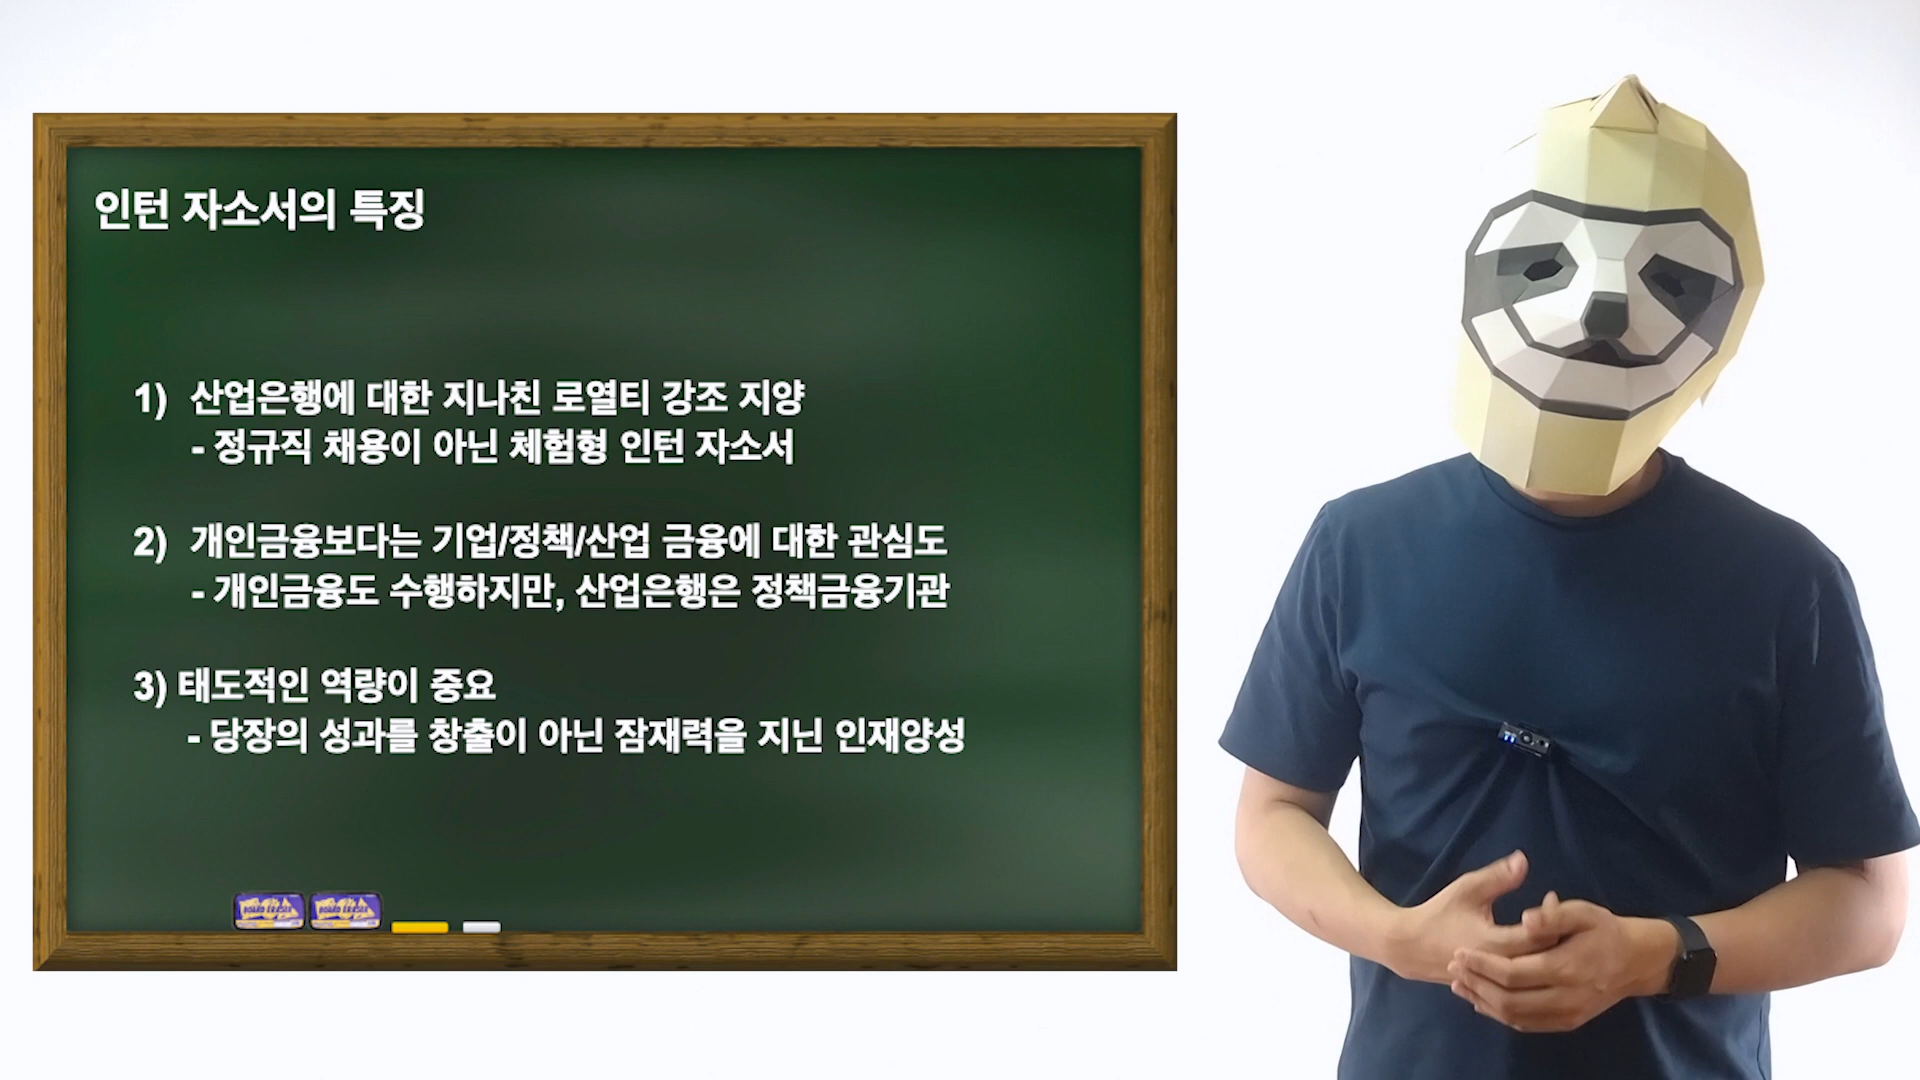 인턴 자소서의 특징
1) 산업은행에 대한 지나친 로열티 강조 지양
- 정규직 채용이 아닌 체험형 인턴 자소서
2) 개인금융보다는 기업/정책/산업 금융에 대한 관심도
- 개인금융도 수행하지만, 산업은행은 정책금융기관
3) 태도적인 역량이 중요
- 당장의 성과를 창출이 아닌 잠재력을 지닌 인재양성
BOARD ERASER BOARD ERASER